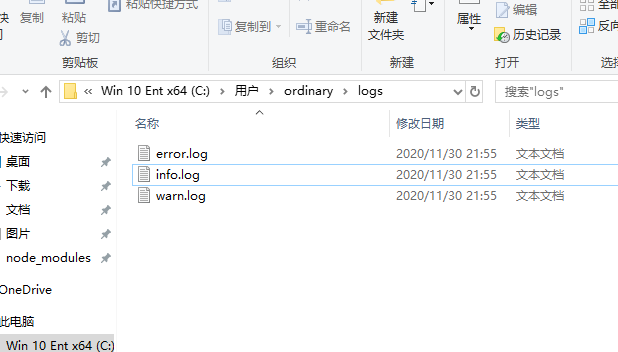 复制
粘贴
粘贴快捷方式
剪切
复制到
重命名
新建
文件夹
属性
编辑
历史记录
全部
反向
剪贴板
组织
新建
打开
选择
« Win 10 Ent x64 (C:) › 用户 › ordinary › logs
搜索"logs"
名称 修改日期 类型
快速访问
桌面
下载
文档
图片
node_modules
OneDrive
此电脑
Win 10 Ent x64 (C:)
error.log 2020/11/30 21:55 文本文档
info.log 2020/11/30 21:55 文本文档
warn.log 2020/11/30 21:55 文本文档